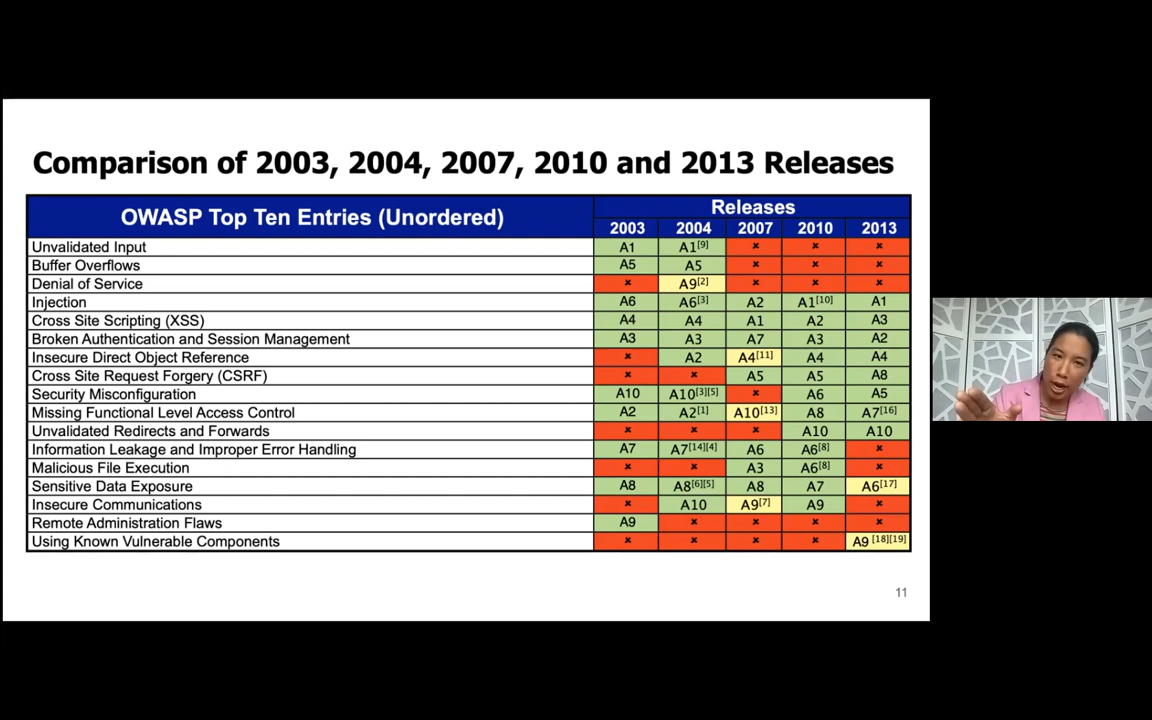 Comparison of 2003, 2004, 2007, 2010 and 2013 Releases
OWASP Top Ten Entries (Unordered) Releases
2003 2004 2007 2010 2013
Unvalidated Input A1 A1[9] × × ×
Buffer Overflows A5 A5 × × ×
Denial of Service × A9[2] × × ×
Injection A6 A6[3] A2 A1[10] A1
Cross Site Scripting (XSS) A4 A4 A1 A2 A3
Broken Authentication and Session Management A3 A3 A7 A3 A2
Insecure Direct Object Reference × A2 A4[11] A4 A4
Cross Site Request Forgery (CSRF) × × A5 A5 A8
Security Misconfiguration A10 A10[3][5] × A6 A5
Missing Functional Level Access Control A2 A2[1] A10[13] A8 A7[16]
Unvalidated Redirects and Forwards × × × A10 A10
Information Leakage and Improper Error Handling A7 A7[14][4] A6 A6[8] ×
Malicious File Execution × × A3 A6[8] ×
Sensitive Data Exposure A8 A8[6][5] A8 A7 A6[17]
Insecure Communications × A10 A9[7] A9 ×
Remote Administration Flaws A9 × × × ×
Using Known Vulnerable Components × × × × A9 [18][19]
11